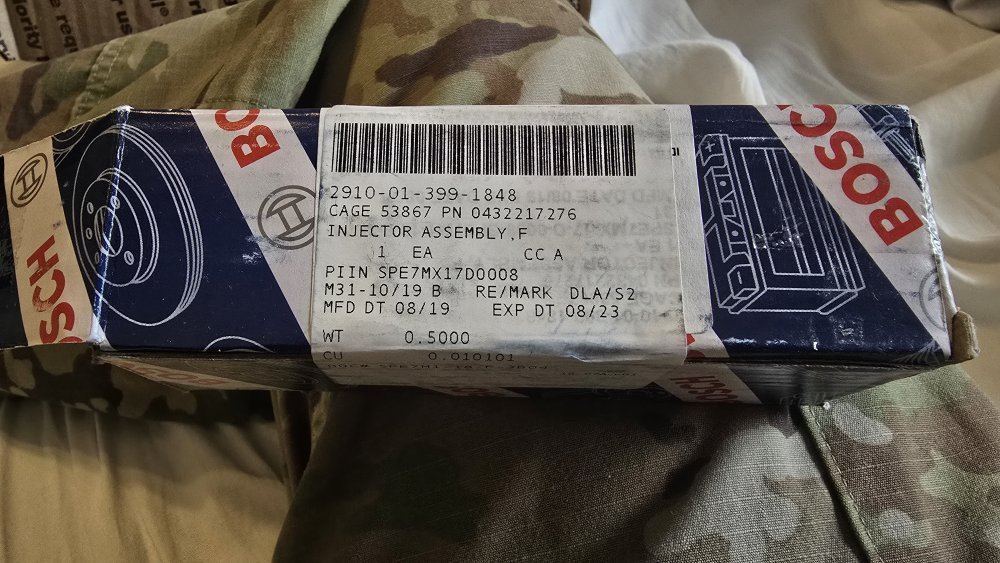 BOSCH
2910-01-399-1848
CAGE 53867 PN 0432217276
INJECTOR ASSEMBLY,F
1 EA CC A
PIIN SPE7MX17D0008
M31-10/19 B RE/MARK DLA/S2
MFD DT 08/19 EXP DT 08/23
WT 0.5000
CU 0.010101
BOSCH